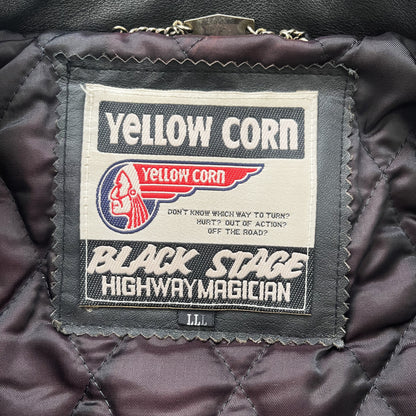 YELLOW CORN
YELLOW CORN
DON'T KNOW WHICH WAY TO TURN?
HURT? OUT OF ACTION?
OFF THE ROAD?
BLACK STAGE
HIGHWAYMAGICIAN
LLL